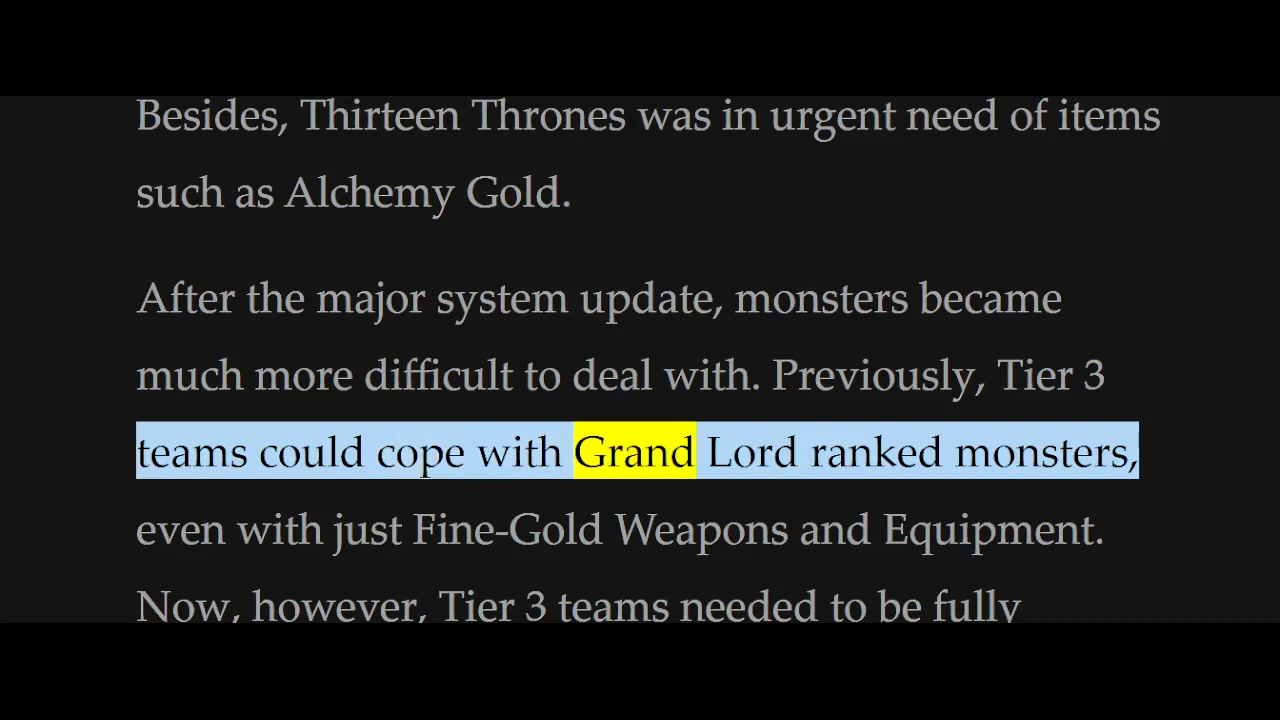 Besides, Thirteen Thrones was in urgent need of items
such as Alchemy Gold.
After the major system update, monsters became
much more difficult to deal with. Previously, Tier 3
teams could cope with Grand Lord ranked monsters,
even with just Fine-Gold Weapons and Equipment.
Now, however, Tier 3 teams needed to be fully